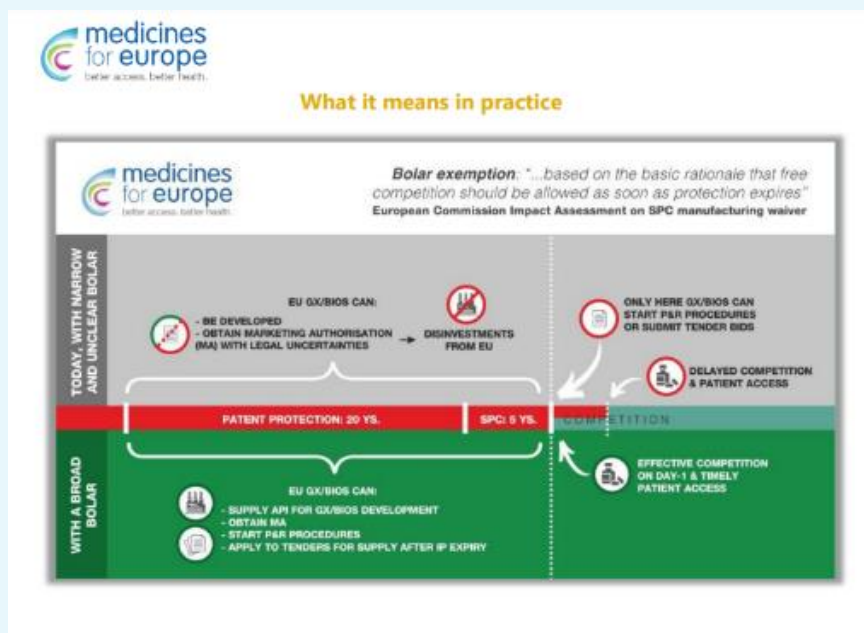 medicines
for europe
better access. better health.
What it means in practice
medicines
for europe
better access. better health.
Bolar exemption: “...based on the basic rationale that free
competition should be allowed as soon as protection expires”
European Commission Impact Assessment on SPC manufacturing waiver
TODAY, WITH NARROW
AND UNCLEAR BOLAR
EU GX/BIOS CAN:
- BE DEVELOPED
- OBTAIN MARKETING AUTHORISATION
(MA) WITH LEGAL UNCERTAINTIES
DISINVESTMENTS
FROM EU
ONLY HERE GX/BIOS CAN
START P&R PROCEDURES
OR SUBMIT TENDER BIDS
DELAYED COMPETITION
& PATIENT ACCESS
PATENT PROTECTION: 20 YS.
SPC: 5 YS.
COMPETITION
WITH A BROAD
BOLAR
EU GX/BIOS CAN:
- SUPPLY API FOR GX/BIOS DEVELOPMENT
- OBTAIN MA
- START P&R PROCEDURES
- APPLY TO TENDERS FOR SUPPLY AFTER IP EXPIRY
EFFECTIVE COMPETITION
ON DAY-1 & TIMELY
PATIENT ACCESS